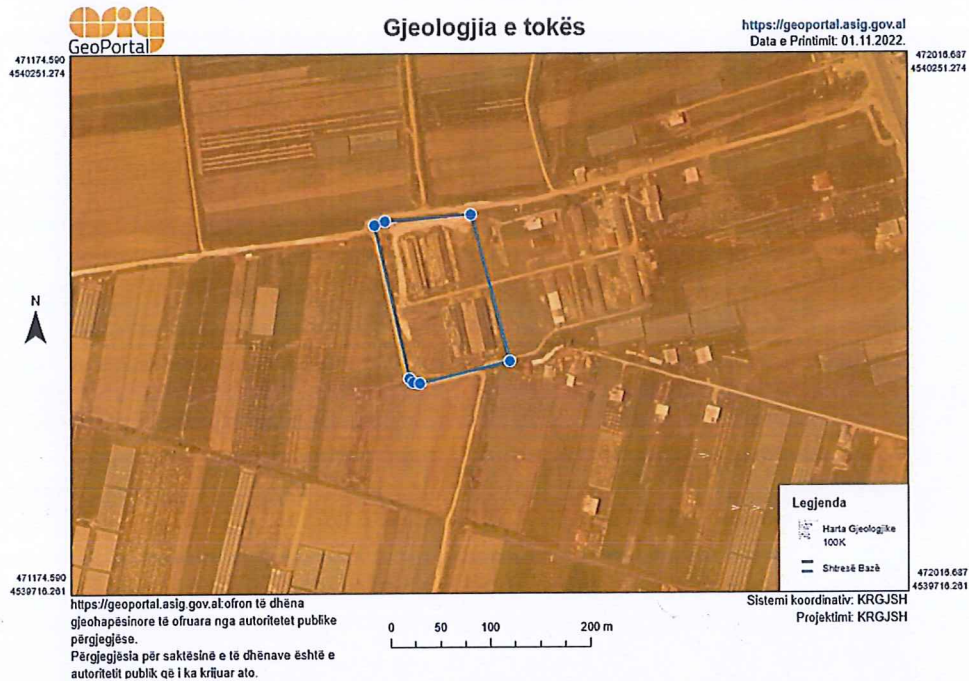 asig
GeoPortal
Gjeologjia e tokës
https://geoportal.asig.gov.al
Data e Printimit: 01.11.2022.
471174.590
4540251.274
472016.687
4540251.274
N
Legjenda
Harta Gjeologjike
100K
Shtresë Bazë
471174.590
4539716.261
472016.687
4539716.261
https://geoportal.asig.gov.al:ofron të dhëna
gjeohapësinore të ofruara nga autoritetet publike
përgjegjëse.
Përgjegjësia për saktësinë e të dhënave është e
autoritetit publik që i ka krijuar ato.
0 50 100 200 m
Sistemi koordinativ: KRGJSH
Projektimi: KRGJSH